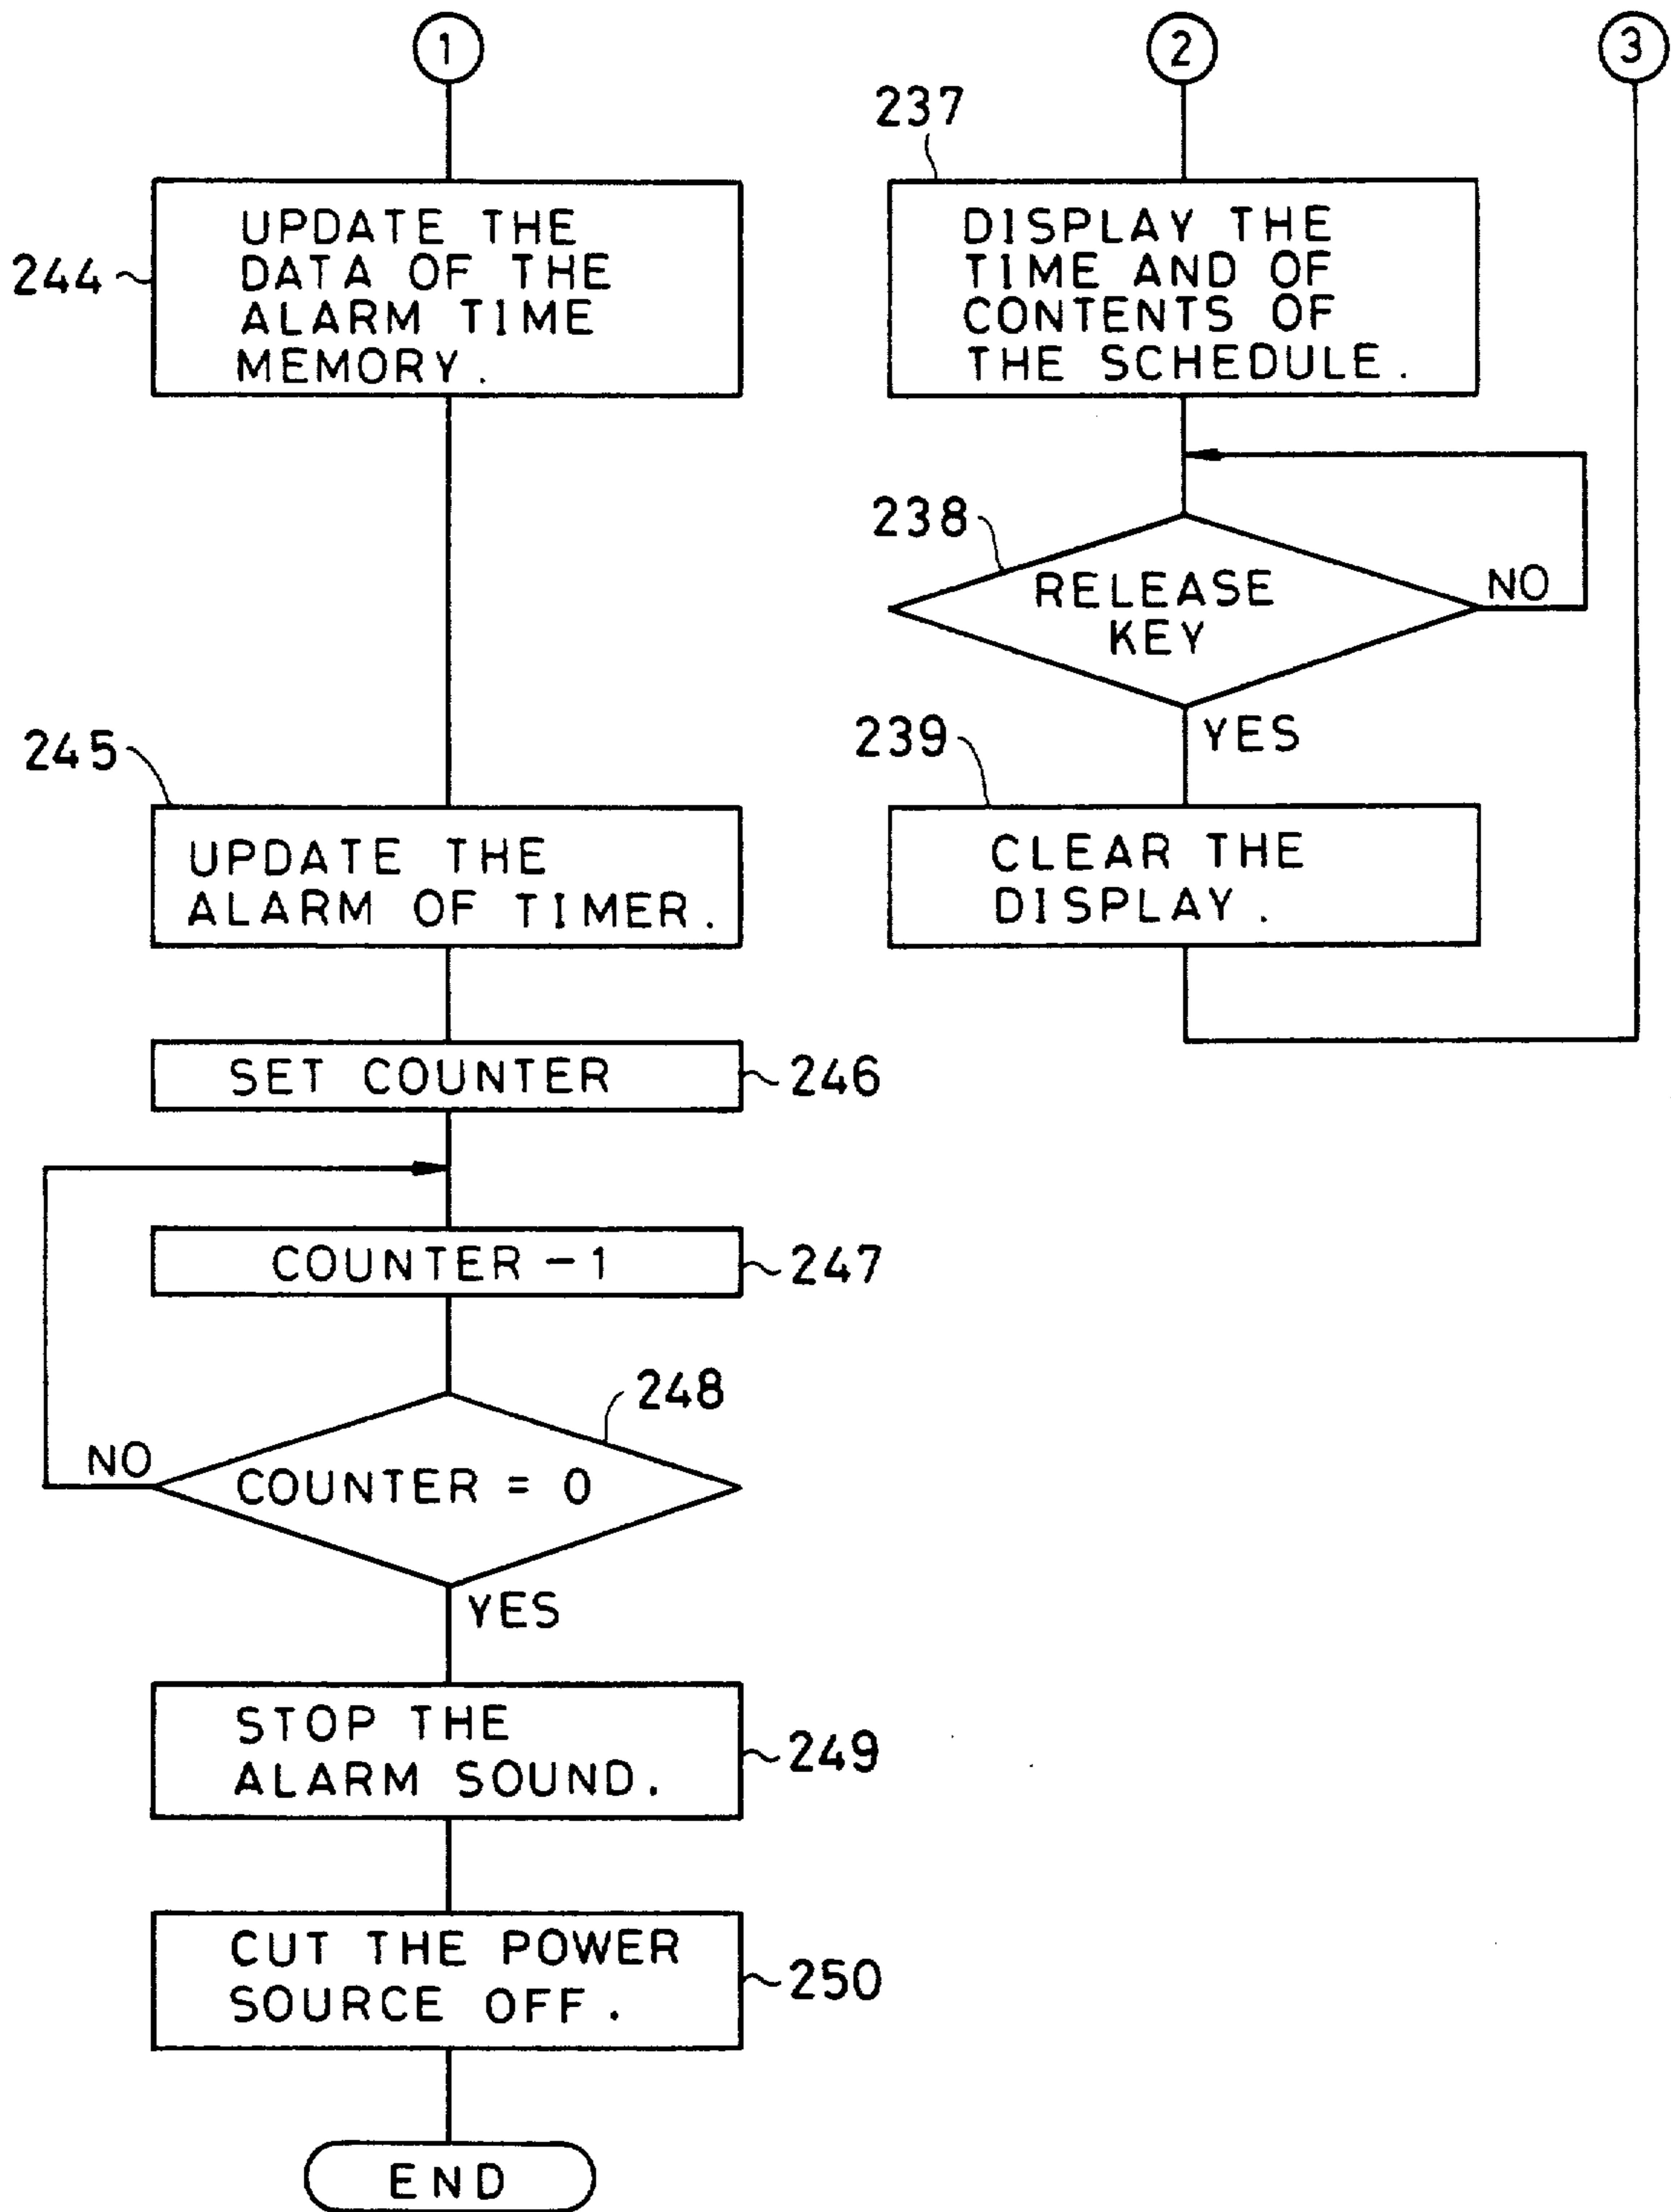 1
2
3
237
244
UPDATE THE
DATA OF THE
ALARM TIME
MEMORY.
DISPLAY THE
TIME AND OF
CONTENTS OF
THE SCHEDULE.
238
RELEASE
KEY
NO
YES
245
UPDATE THE
ALARM OF TIMER.
239
CLEAR THE
DISPLAY.
SET COUNTER
246
COUNTER -1
247
248
NO
COUNTER = 0
YES
STOP THE
ALARM SOUND.
249
CUT THE POWER
SOURCE OFF.
250
END